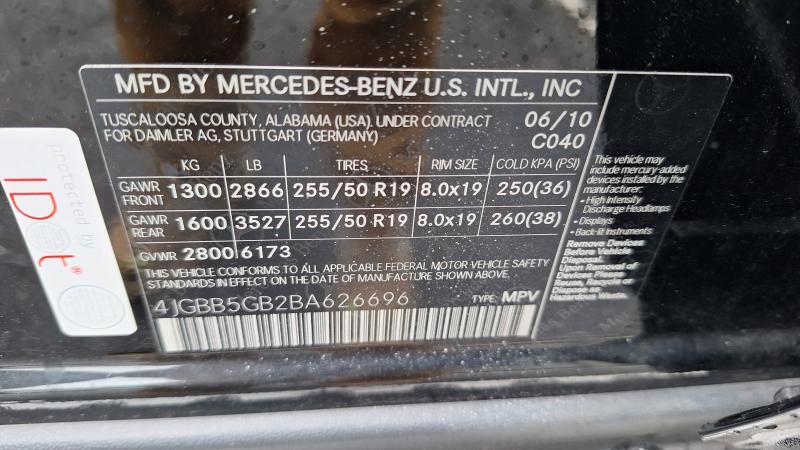 MFD BY MERCEDES-BENZ U.S. INTL., INC
TUSCALOOSA COUNTY, ALABAMA (USA). UNDER CONTRACT
FOR DAIMLER AG, STUTTGART (GERMANY)
06/10
C040
KG LB TIRES RIM SIZE COLD KPA (PSI)
GAWR FRONT 1300 2866 255/50 R19 8.0x19 250(36)
GAWR REAR 1600 3527 255/50 R19 8.0x19 260(38)
GVWR 2800 6173
THIS VEHICLE CONFORMS TO ALL APPLICABLE FEDERAL MOTOR VEHICLE SAFETY
STANDARDS IN EFFECT ON THE DATE OF MANUFACTURE SHOWN ABOVE.
4JGBB5GB2BA626696
TYPE: MPV
This vehicle may
include mercury-added
devices installed by the
manufacturer:
- High Intensity
Discharge Headlamps
- Displays
- Back-lit Instruments
Remove Devices
Before Vehicle
Disposal.
Upon Removal of
Devices Please
Reuse, Recycle or
Dispose as
Hazardous Waste.
protected by
IDot®